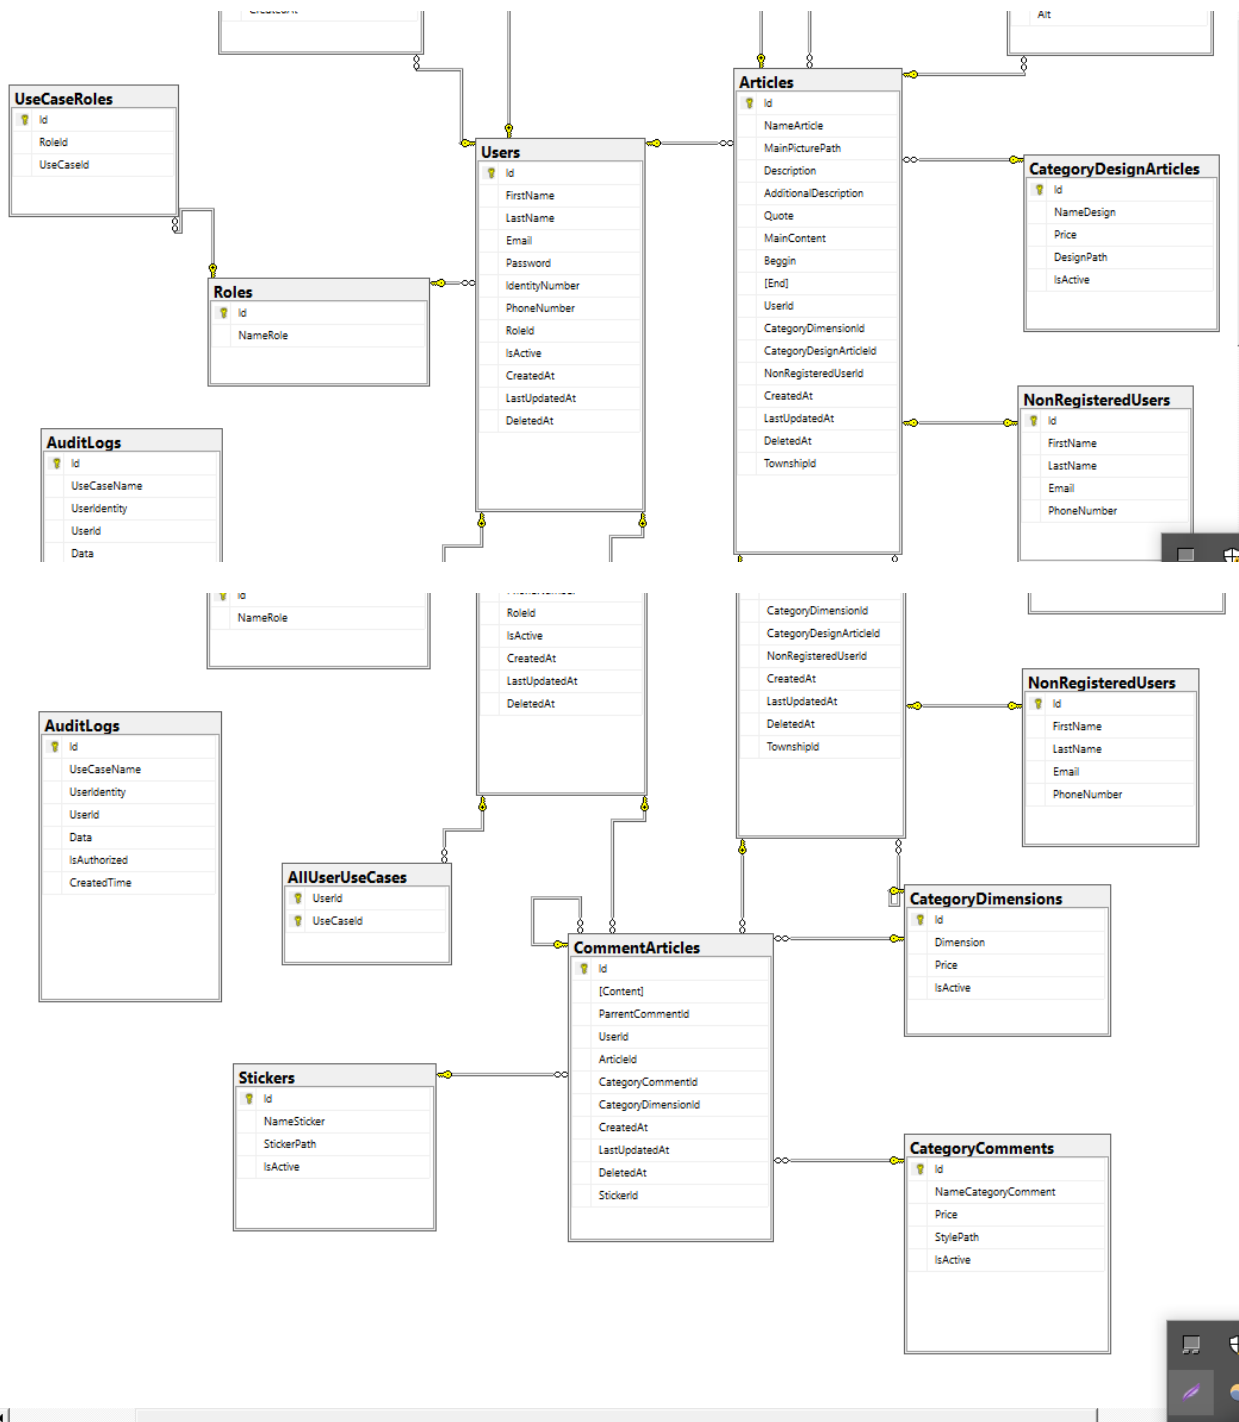 CreatedAt
Alt
UseCaseRoles
Id
RoleId
UseCaseId
Users
Id
FirstName
LastName
Email
Password
IdentityNumber
PhoneNumber
RoleId
IsActive
CreatedAt
LastUpdatedAt
DeletedAt
Articles
Id
NameArticle
MainPicturePath
Description
AdditionalDescription
Quote
MainContent
Beggin
[End]
UserId
CategoryDimensionId
CategoryDesignArticleId
NonRegisteredUserId
CreatedAt
LastUpdatedAt
DeletedAt
TownshipId
CategoryDesignArticles
Id
NameDesign
Price
DesignPath
IsActive
Roles
Id
NameRole
NonRegisteredUsers
Id
FirstName
LastName
Email
PhoneNumber
AuditLogs
Id
UseCaseName
UserIdentity
UserId
Data
Id
NameRole
PhoneNumber
RoleId
IsActive
CreatedAt
LastUpdatedAt
DeletedAt
CategoryDimensionId
CategoryDesignArticleId
NonRegisteredUserId
CreatedAt
LastUpdatedAt
DeletedAt
TownshipId
NonRegisteredUsers
Id
FirstName
LastName
Email
PhoneNumber
AuditLogs
Id
UseCaseName
UserIdentity
UserId
Data
IsAuthorized
CreatedTime
AllUserUseCases
UserId
UseCaseId
CommentArticles
Id
[Content]
ParrentCommentId
UserId
ArticleId
CategoryCommentId
CategoryDimensionId
CreatedAt
LastUpdatedAt
DeletedAt
StickerId
CategoryDimensions
Id
Dimension
Price
IsActive
Stickers
Id
NameSticker
StickerPath
IsActive
CategoryComments
Id
NameCategoryComment
Price
StylePath
IsActive